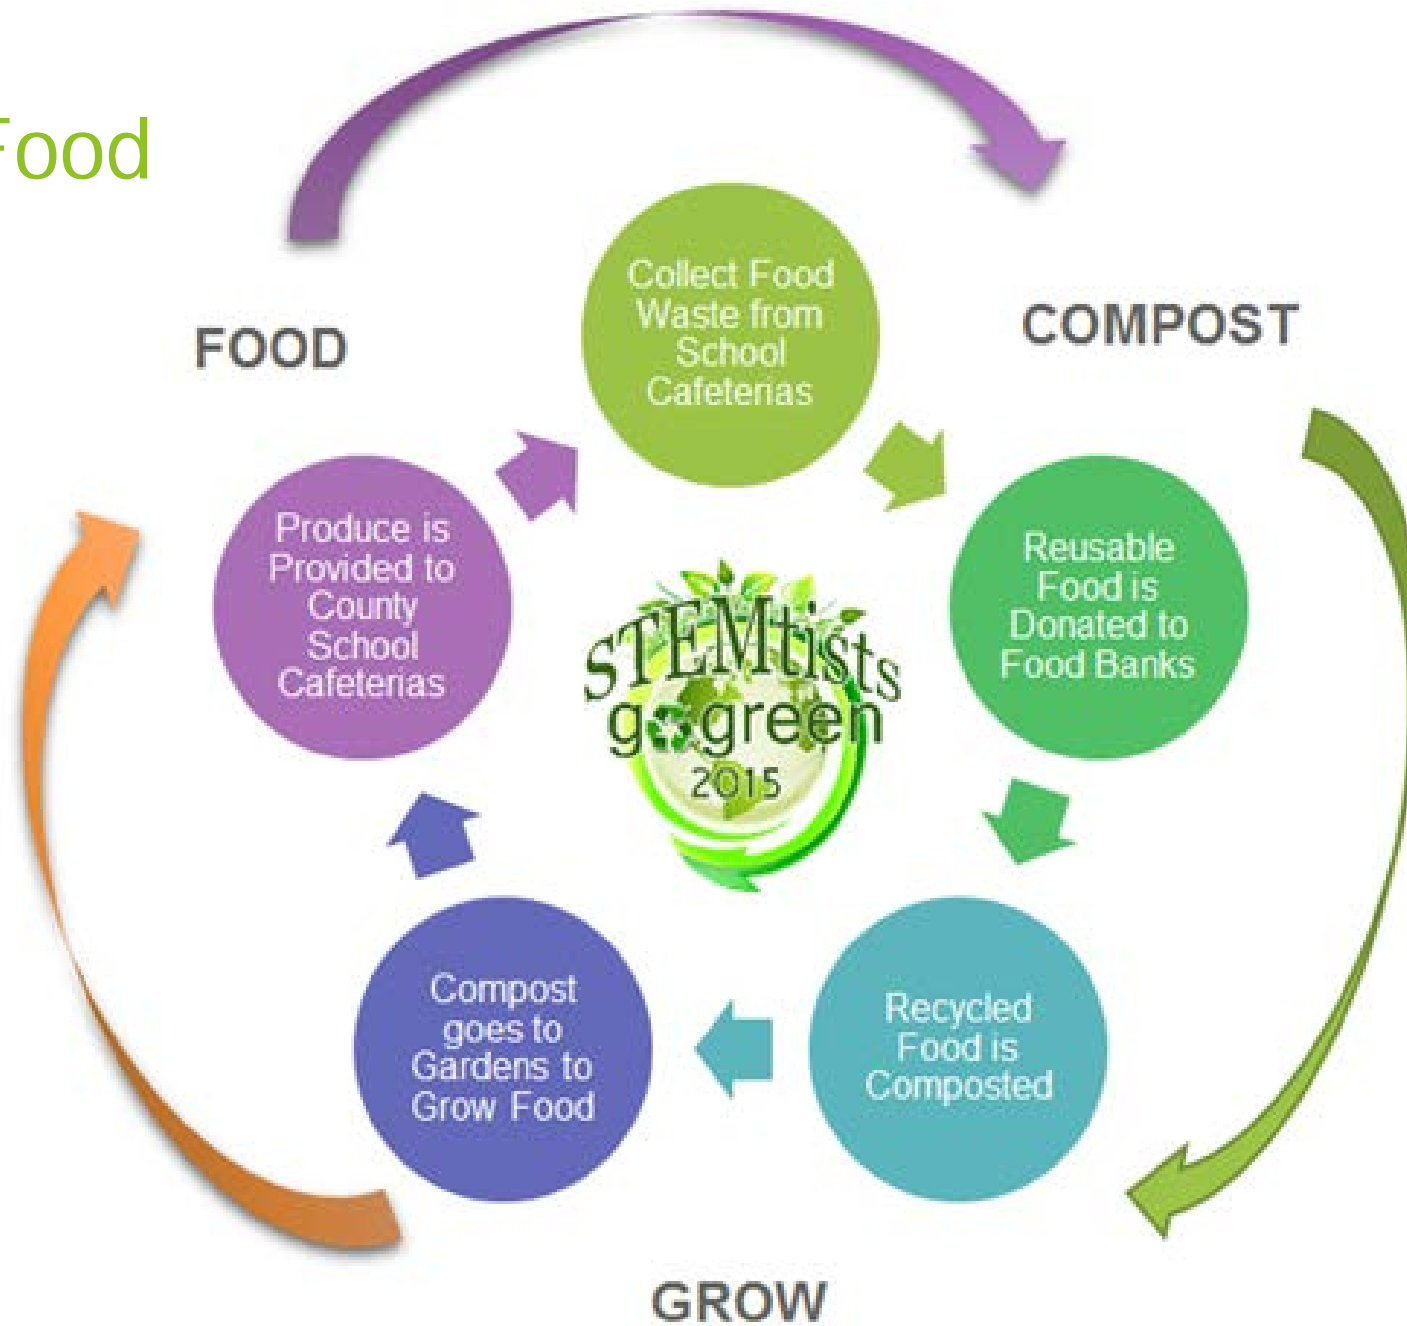 Food
FOOD
COMPOST
Collect Food
Waste from
School
Cafeterias
Reusable
Food is
Donated to
Food Banks
Recycled
Food is
Composted
Compost
goes to
Gardens to
Grow Food
Produce is
Provided to
County
School
Cafeterias
STEMtists
go green
2015
GROW